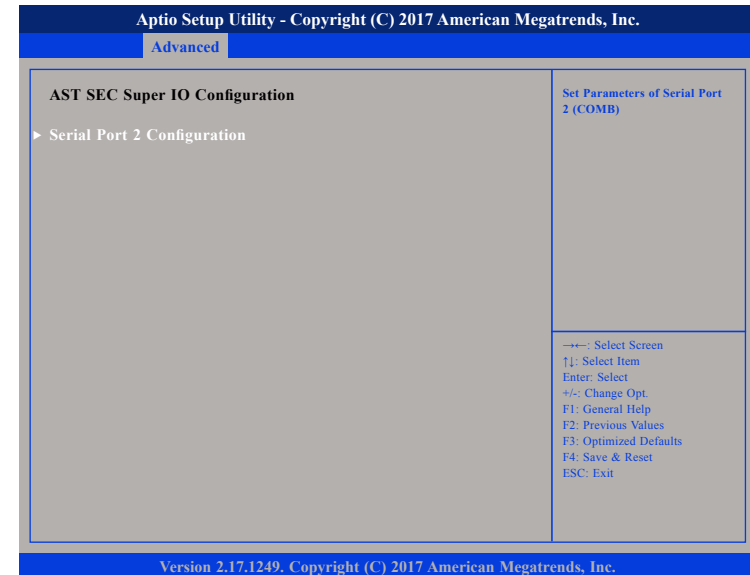 Aptio Setup Utility - Copyright (C) 2017 American Megatrends, Inc.
Advanced
AST SEC Super IO Configuration
► Serial Port 2 Configuration
Set Parameters of Serial Port
2 (COMB)
→←: Select Screen
↑↓: Select Item
Enter: Select
+/-: Change Opt.
F1: General Help
F2: Previous Values
F3: Optimized Defaults
F4: Save & Reset
ESC: Exit
Version 2.17.1249. Copyright (C) 2017 American Megatrends, Inc.